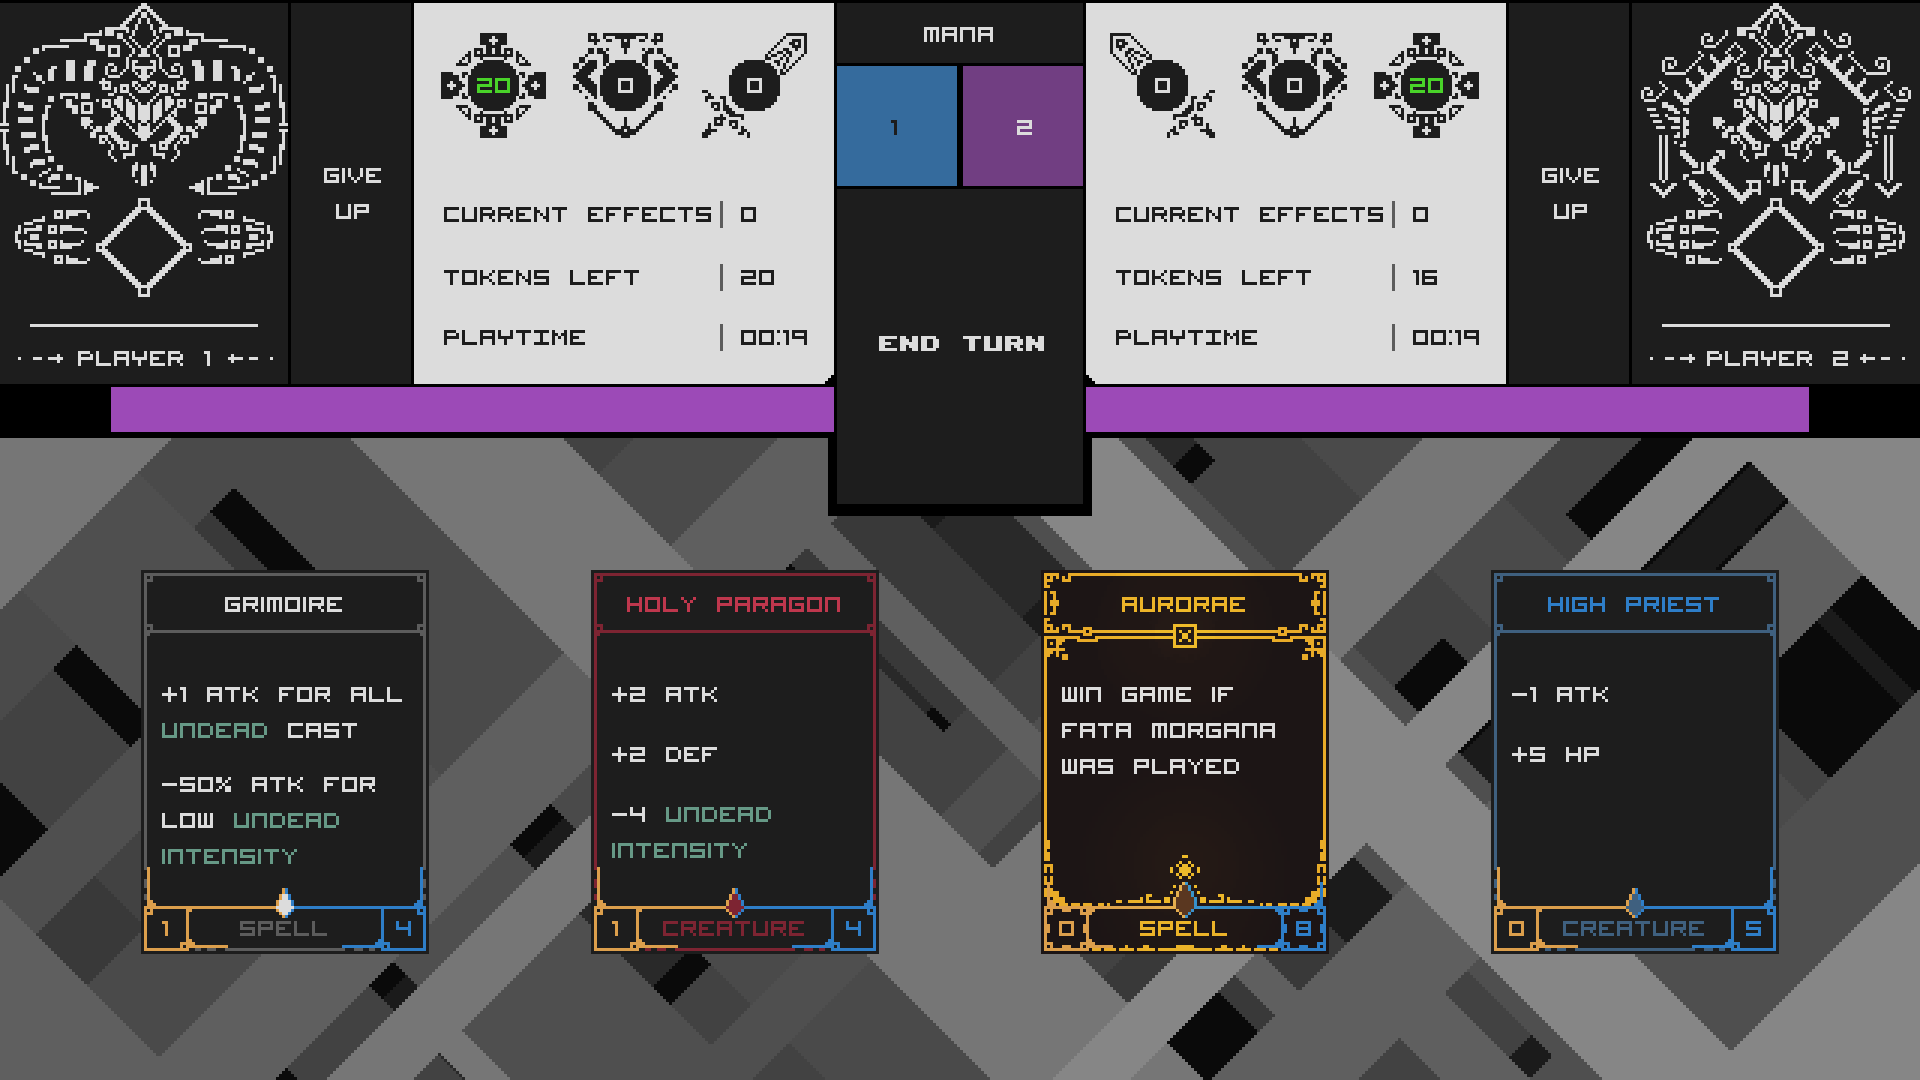 MANA
20 0 0
1 2
0 0 20
GIVE
UP
CURRENT EFFECTS| 0
TOKENS LEFT | 20
PLAYTIME | 00:19
PLAYER 1
END TURN
CURRENT EFFECTS| 0
TOKENS LEFT | 16
PLAYTIME | 00:19
GIVE
UP
PLAYER 2
GRIMOIRE
+1 ATK FOR ALL
UNDEAD CAST
-50% ATK FOR
LOW UNDEAD
INTENSITY
1 SPELL 4
HOLY PARAGON
+2 ATK
+2 DEF
-4 UNDEAD
INTENSITY
1 CREATURE 4
AURORAE
WIN GAME IF
FATA MORGANA
WAS PLAYED
0 SPELL 8
HIGH PRIEST
-1 ATK
+5 HP
0 CREATURE 5